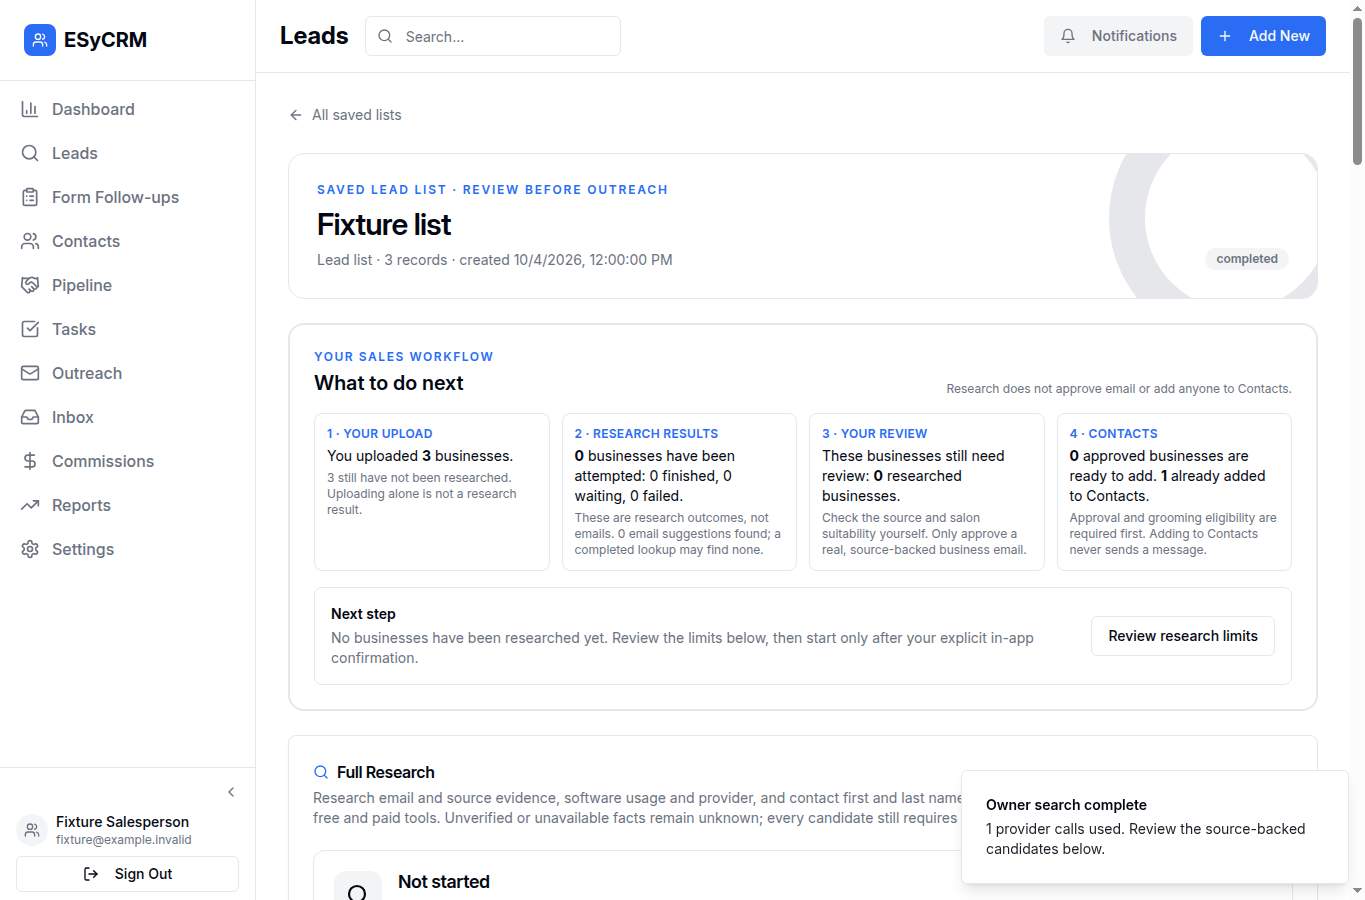 ESyCRM
Leads
Search...
Notifications
Add New
Dashboard
Leads
Form Follow-ups
Contacts
Pipeline
Tasks
Outreach
Inbox
Commissions
Reports
Settings
Fixture Salesperson
fixture@example.invalid
Sign Out
All saved lists
SAVED LEAD LIST · REVIEW BEFORE OUTREACH
Fixture list
Lead list · 3 records · created 10/4/2026, 12:00:00 PM
completed
YOUR SALES WORKFLOW
What to do next
Research does not approve email or add anyone to Contacts.
1 · YOUR UPLOAD
You uploaded 3 businesses.
3 still have not been researched.
Uploading alone is not a research
result.
2 · RESEARCH RESULTS
0 businesses have been
attempted: 0 finished, 0
waiting, 0 failed.
These are research outcomes, not
emails. 0 email suggestions found; a
completed lookup may find none.
3 · YOUR REVIEW
These businesses still need
review: 0 researched
businesses.
Check the source and salon
suitability yourself. Only approve a
real, source-backed business email.
4 · CONTACTS
0 approved businesses are
ready to add. 1 already added
to Contacts.
Approval and grooming eligibility are
required first. Adding to Contacts
never sends a message.
Next step
No businesses have been researched yet. Review the limits below, then start only after your explicit in-app
confirmation.
Review research limits
Full Research
Research email and source evidence, software usage and provider, and contact first and last name
free and paid tools. Unverified or unavailable facts remain unknown; every candidate still requires
Not started
Owner search complete
1 provider calls used. Review the source-backed
candidates below.